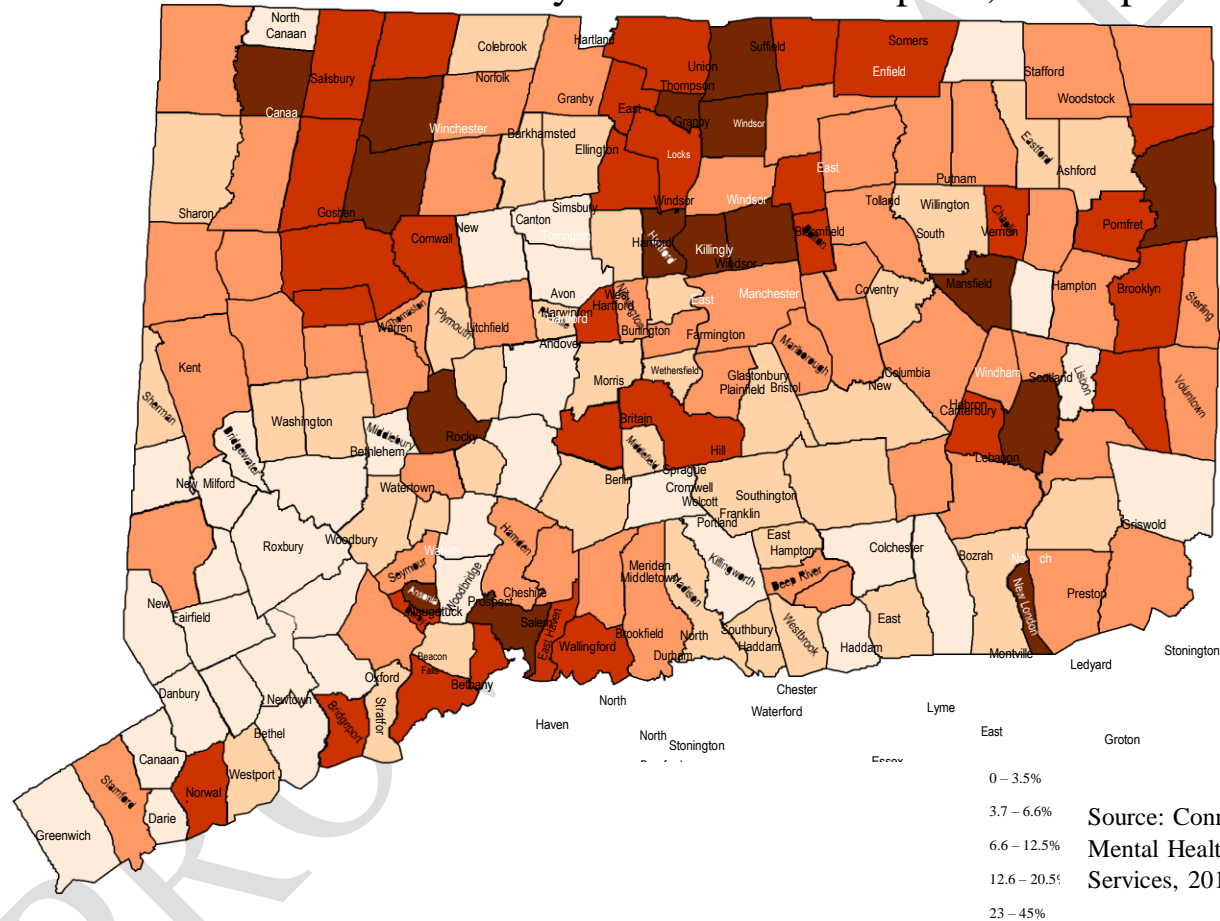 North
Canaan
Hartland
Colebrook
Suffield
Somers
Union
Enfield
Stafford
Salisbury
Norfolk
Thompson
Granby
East
Woodstock
Canaa
Granby
Windsor
Winchester
Barkhamsted
Ellington
Locks
Eastford
Ashford
East
Putnam
Sharon
Goshen
Simsbury
Windsor
Windsor
Tolland
Willington
Canton
New
Torrington
Cornwall
Hartford
Killingly
Bloomfield
South
Vernon
Pomfret
Windsor
Avon
West
Hartford
East
Manchester
Coventry
Mansfield
Hampton
Brooklyn
Sterling
Thomaston
Warren
Plymouth
Litchfield
Harwinton
Burlington
Farmington
Andover
Marlborough
Kent
Morris
Wethersfield
Glastonbury
Plainfield
Bristol
New
Columbia
Windham
Scotland
Lisbon
Voluntown
Sherman
Washington
Britain
Hebron
Canterbury
Bridgewater
Middlebury
Bethlehem
Rocky
Middlefield
Hill
Lebanon
New Milford
Watertown
Berlin
Sprague
Cromwell
Wolcott
Southington
Franklin
Portland
Griswold
Roxbury
Woodbury
Hamden
East
Hampton
Colchester
Bozrah
Seymour
Woodbridge
Meriden
Middletown
Killingworth
Deep River
Ansonia
Naugatuck
Prospect
Cheshire
Madison
New London
Preston
New
Fairfield
Salem
East Haven
Wallingford
Brookfield
North
Southbury
Haddam
Westbrook
Haddam
East
Beacon
Falls
Bethany
Durham
Montville
Ledyard
Stonington
Oxford
Danbury
Newtown
Bridgeport
Stratfor
North
Chester
Waterford
Lyme
Bethel
Haven
North
Stonington
East
Groton
Canaan
Stamford
Westport
Norwal
Darie
Greenwich
Essex
0 – 3.5%
3.7 – 6.6%
6.6 – 12.5%
12.6 – 20.5
23 – 45%
Source: Conn
Mental Healt
Services, 201